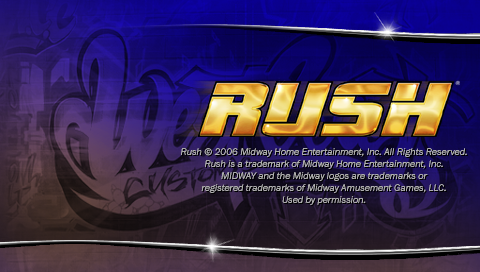 RUSH
Rush © 2006 Midway Home Entertainment, Inc. All Rights Reserved.
Rush is a trademark of Midway Home Entertainment, Inc.
MIDWAY and the Midway logos are trademarks or
registered trademarks of Midway Amusement Games, LLC.
Used by permission.